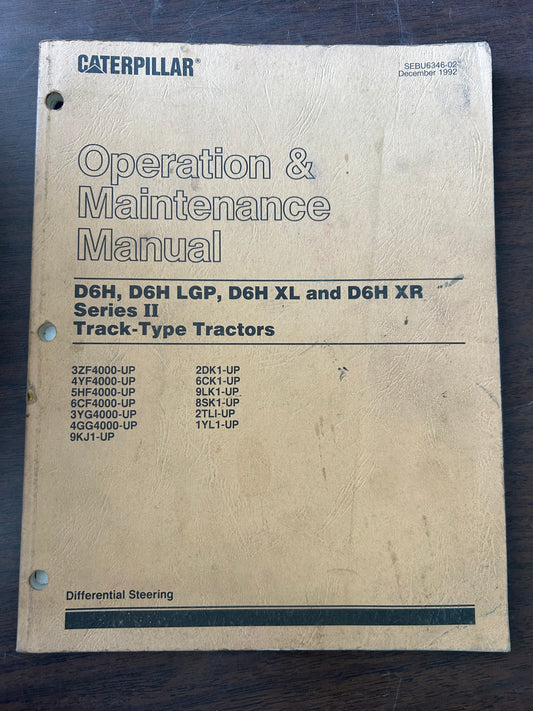 CATERPILLAR®
SEBU6346-02
December 1992
Operation &
Maintenance
Manual
D6H, D6H LGP, D6H XL and D6H XR
Series II
Track-Type Tractors
3ZF4000-UP
4YF4000-UP
5HF4000-UP
6CF4000-UP
3YG4000-UP
4GG4000-UP
9KJ1-UP
2DK1-UP
6CK1-UP
9LK1-UP
8SK1-UP
2TLI-UP
1YL1-UP
Differential Steering